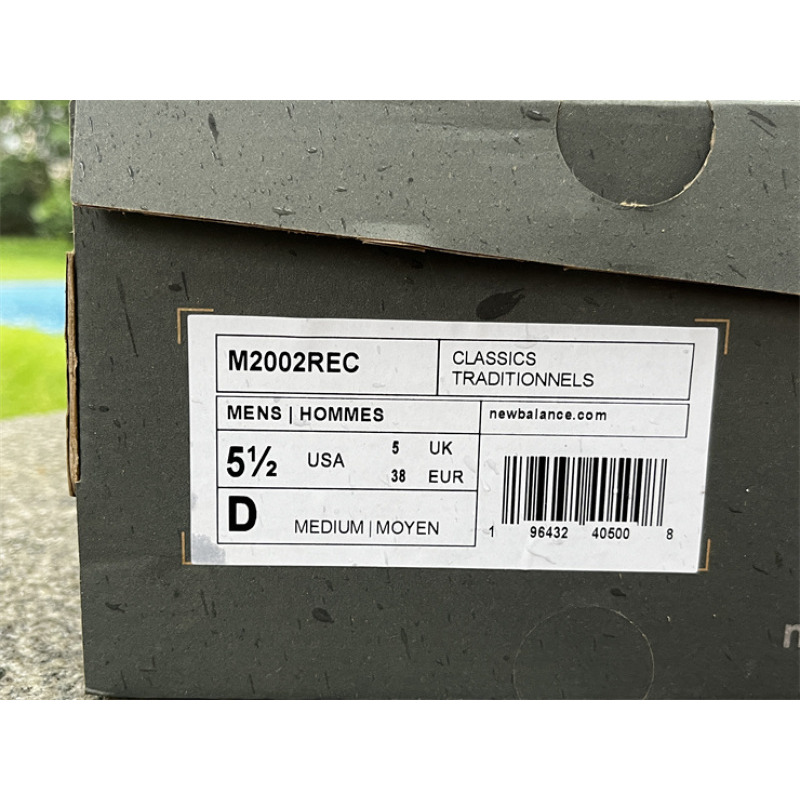 M2002REC
CLASSICS
TRADITIONNELS
MENS | HOMMES
newbalance.com
5½ USA 5 UK
38 EUR
D MEDIUM | MOYEN
1 96432 40500 8
n